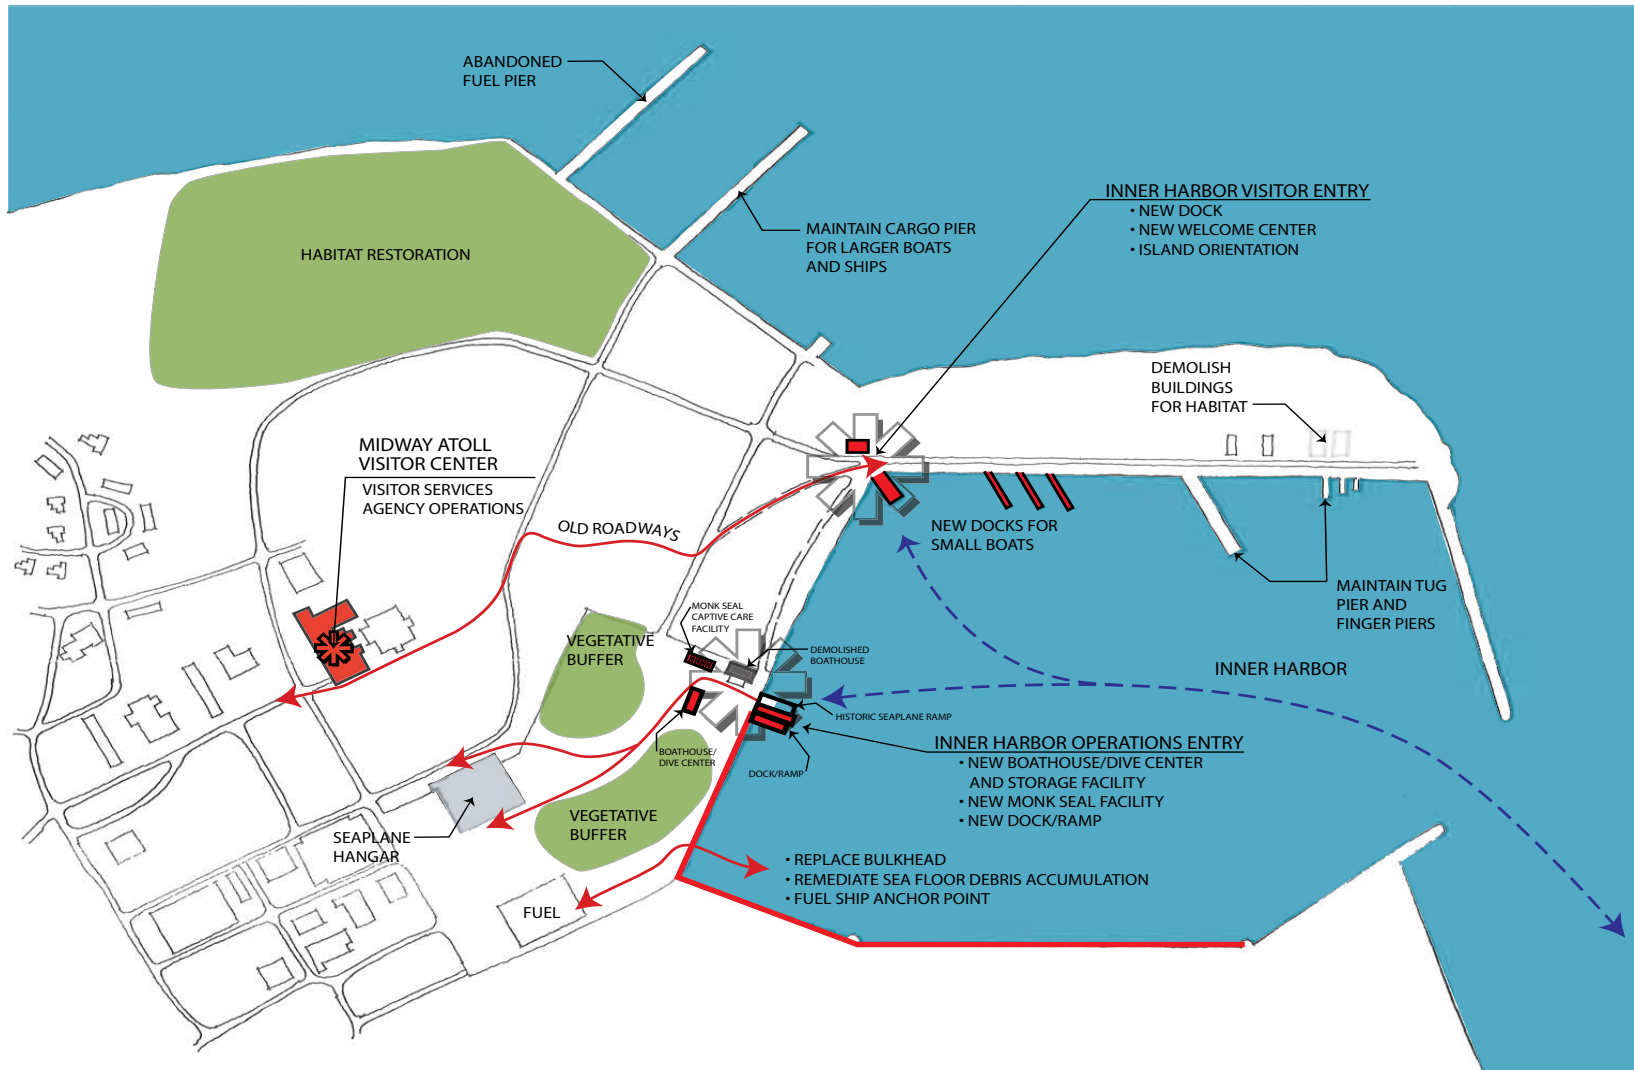 ABANDONED
FUEL PIER
INNER HARBOR VISITOR ENTRY
• NEW DOCK
• NEW WELCOME CENTER
• ISLAND ORIENTATION
MAINTAIN CARGO PIER
FOR LARGER BOATS
AND SHIPS
HABITAT RESTORATION
DEMOLISH
BUILDINGS
FOR HABITAT
MIDWAY ATOLL
VISITOR CENTER
VISITOR SERVICES
AGENCY OPERATIONS
OLD ROADWAYS
NEW DOCKS FOR
SMALL BOATS
MAINTAIN TUG
PIER AND
FINGER PIERS
MONK SEAL
CAPTIVE CARE
FACILITY
VEGETATIVE
BUFFER
DEMOLISHED
BOATHOUSE
INNER HARBOR
HISTORIC SEAPLANE RAMP
INNER HARBOR OPERATIONS ENTRY
• NEW BOATHOUSE/DIVE CENTER
AND STORAGE FACILITY
• NEW MONK SEAL FACILITY
• NEW DOCK/RAMP
BOATHOUSE/
DIVE CENTER
DOCK/RAMP
VEGETATIVE
BUFFER
SEAPLANE
HANGAR
• REPLACE BULKHEAD
• REMEDIATE SEA FLOOR DEBRIS ACCUMULATION
• FUEL SHIP ANCHOR POINT
FUEL